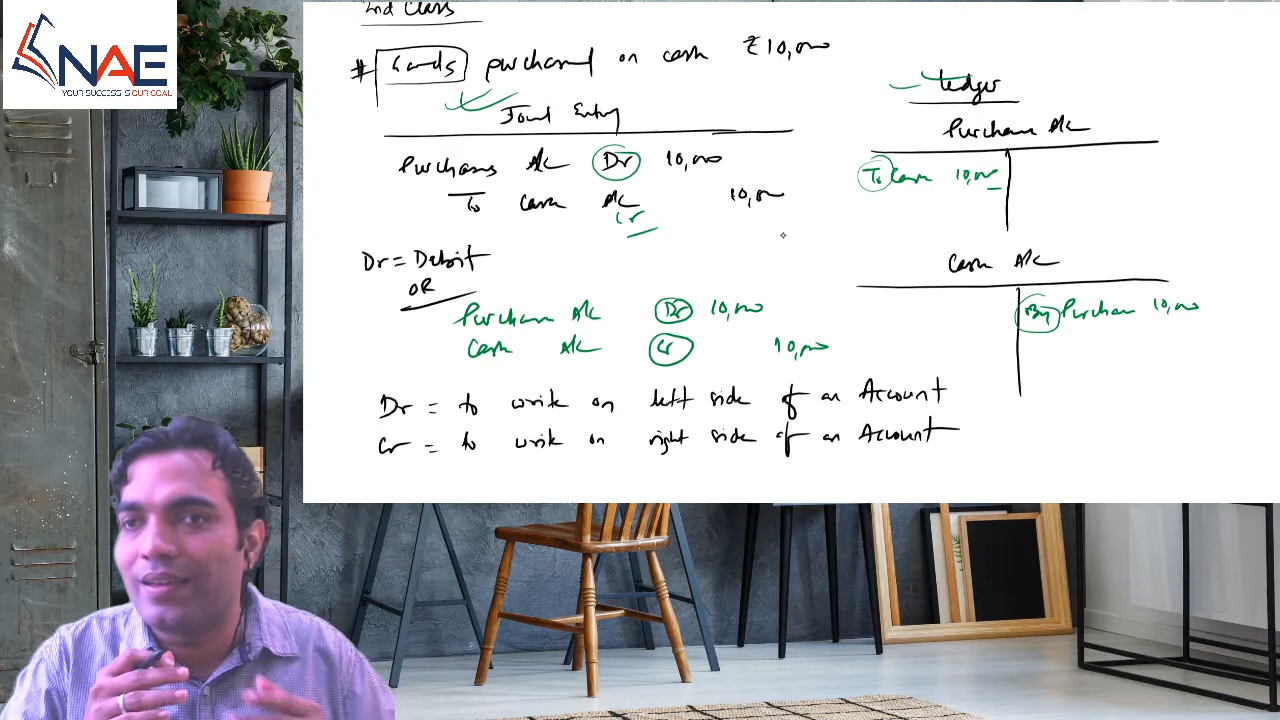 2nd Class
NAE
YOUR SUCCESS IS OUR GOAL
# Goods purchased on cash ₹10,000
Journal Entry
Purchases A/c Dr 10,000
To cash A/c 10,000
Cr
Dr = Debit
OR
Purchase A/c Dr 10,000
Cash A/c Cr 10,000
Dr = to write on left side of an Account
Cr = to write on right side of an Account
Ledger
Purchase A/c
To Cash 10,000
Cash A/c
By Purchase 10,000